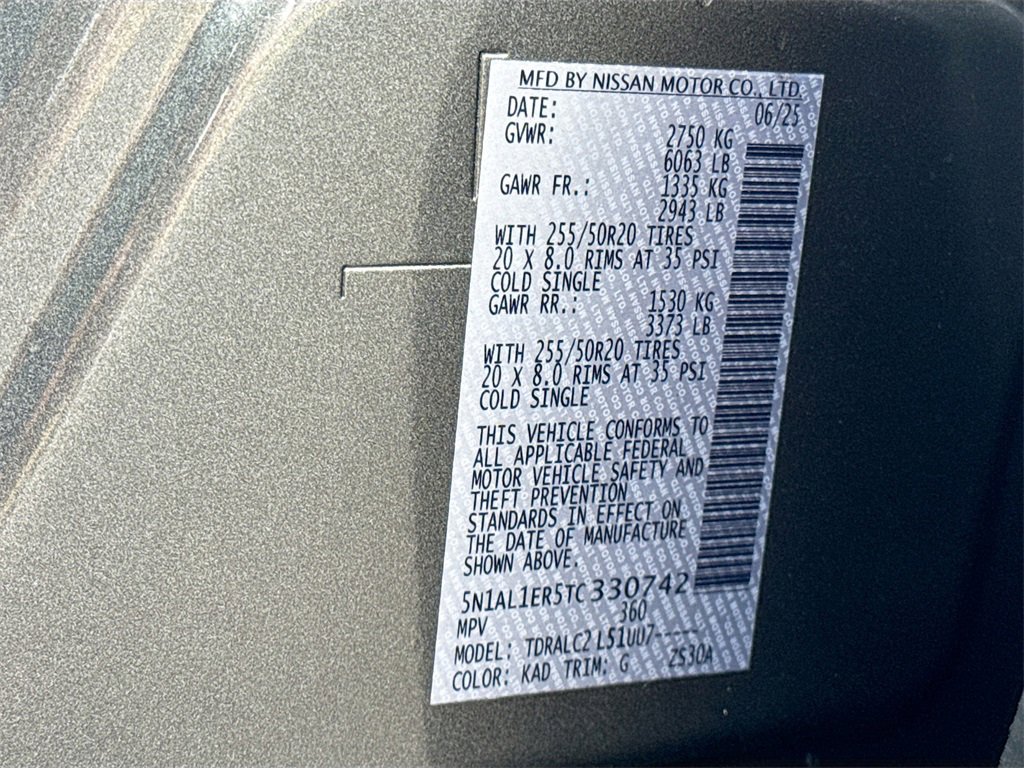 MFD BY NISSAN MOTOR CO., LTD.
DATE: 06/25
GVWR: 2750 KG
6063 LB
GAWR FR.: 1335 KG
2943 LB
WITH 255/50R20 TIRES
20 X 8.0 RIMS AT 35 PSI
COLD SINGLE
GAWR RR.: 1530 KG
3373 LB
WITH 255/50R20 TIRES
20 X 8.0 RIMS AT 35 PSI
COLD SINGLE
THIS VEHICLE CONFORMS TO
ALL APPLICABLE FEDERAL
MOTOR VEHICLE SAFETY AND
THEFT PREVENTION
STANDARDS IN EFFECT ON
THE DATE OF MANUFACTURE
SHOWN ABOVE.
5N1AL1ER5TC330742
MPV 360
MODEL: TDRALC2 L51UU7-----
COLOR: KAD TRIM: G ZS30A